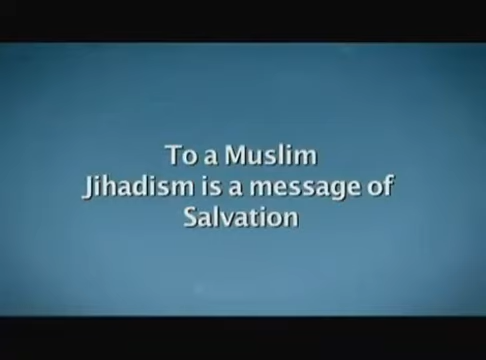 To a Muslim
Jihadism is a message of
Salvation